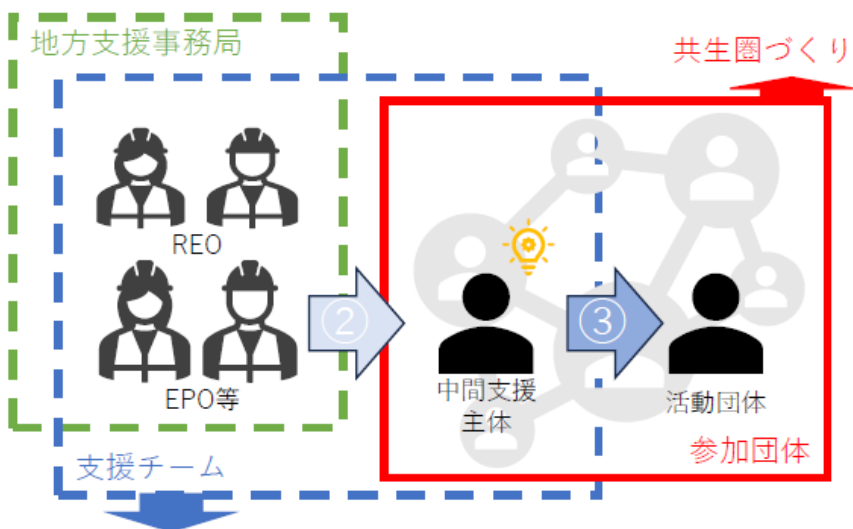 地方支援事務局
共生圏づくり
REO
EPO等
②
③
中間支援
主体
活動団体
参加団体
支援チーム